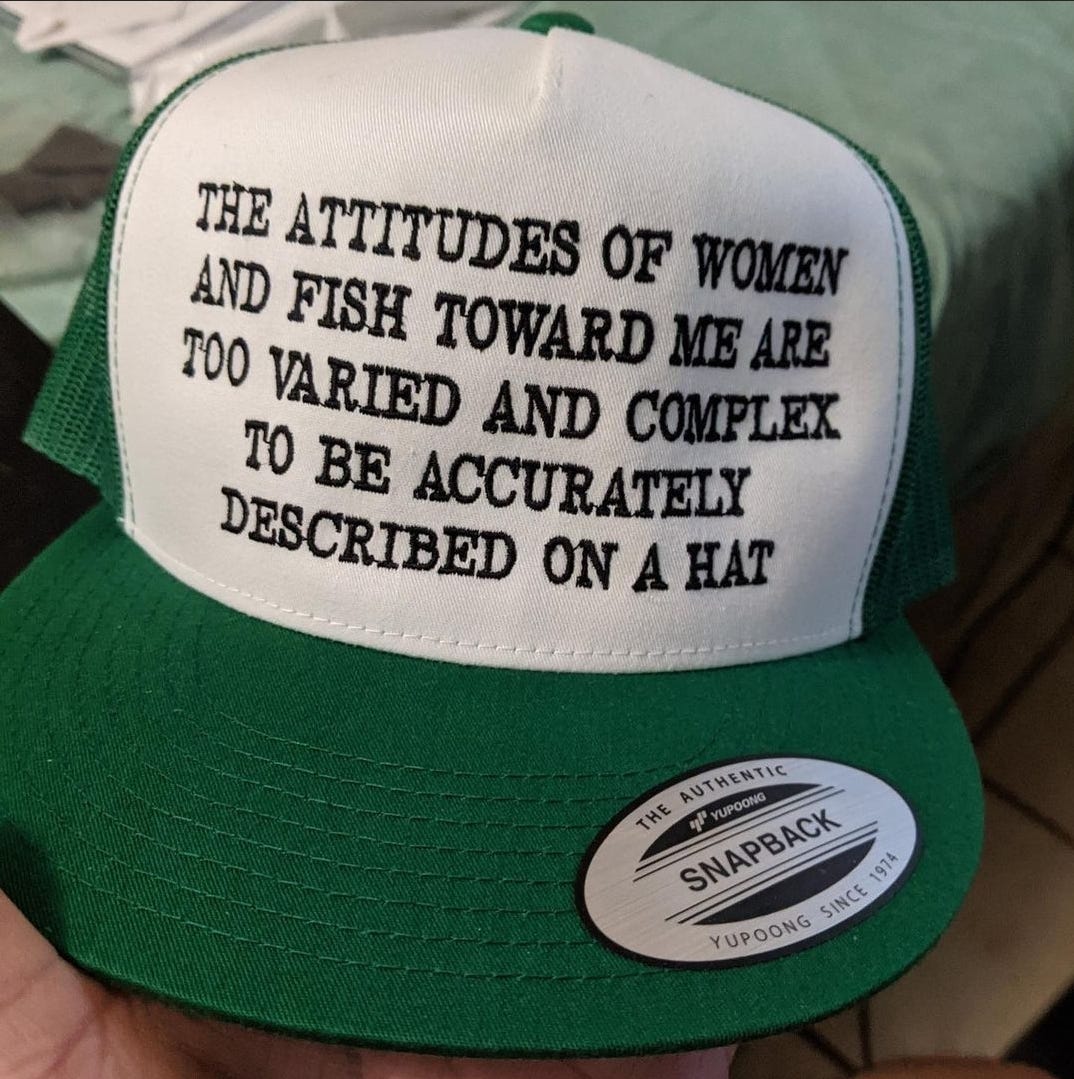 THE ATTITUDES OF WOMEN
AND FISH TOWARD ME ARE
TOO VARIED AND COMPLEX
TO BE ACCURATELY
DESCRIBED ON A HAT
THE AUTHENTIC
YUPOONG
SNAPBACK
YUPOONG SINCE 1974